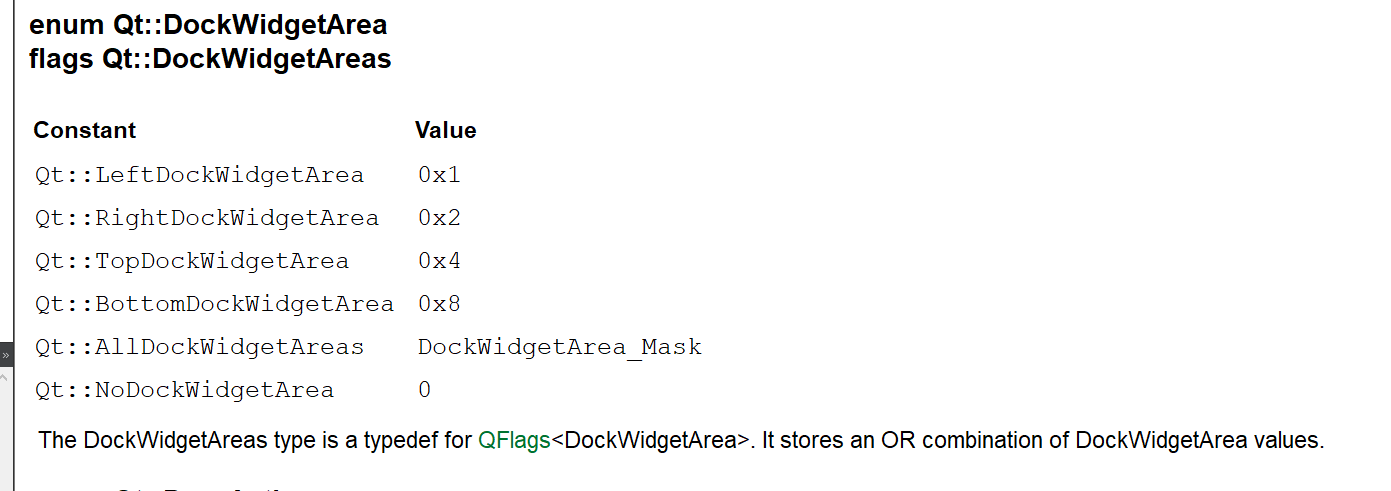 enum Qt::DockWidgetArea
flags Qt::DockWidgetAreas
Constant Value
Qt::LeftDockWidgetArea 0x1
Qt::RightDockWidgetArea 0x2
Qt::TopDockWidgetArea 0x4
Qt::BottomDockWidgetArea 0x8
Qt::AllDockWidgetAreas DockWidgetArea_Mask
Qt::NoDockWidgetArea 0
The DockWidgetAreas type is a typedef for QFlags<DockWidgetArea>. It stores an OR combination of DockWidgetArea values.